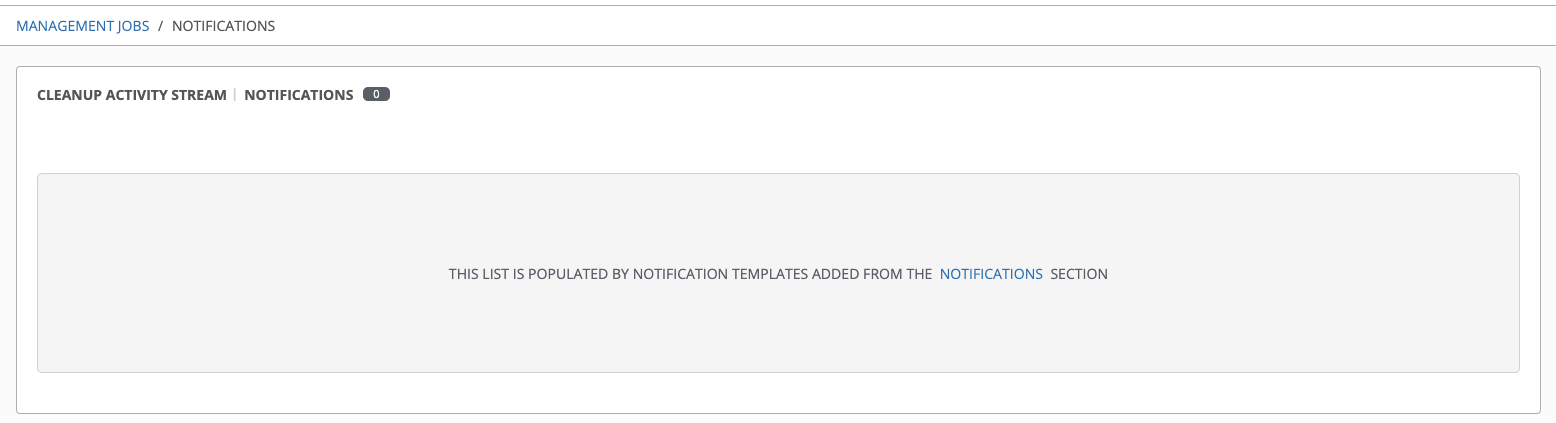 MANAGEMENT JOBS / NOTIFICATIONS
CLEANUP ACTIVITY STREAM | NOTIFICATIONS 0
THIS LIST IS POPULATED BY NOTIFICATION TEMPLATES ADDED FROM THE NOTIFICATIONS SECTION